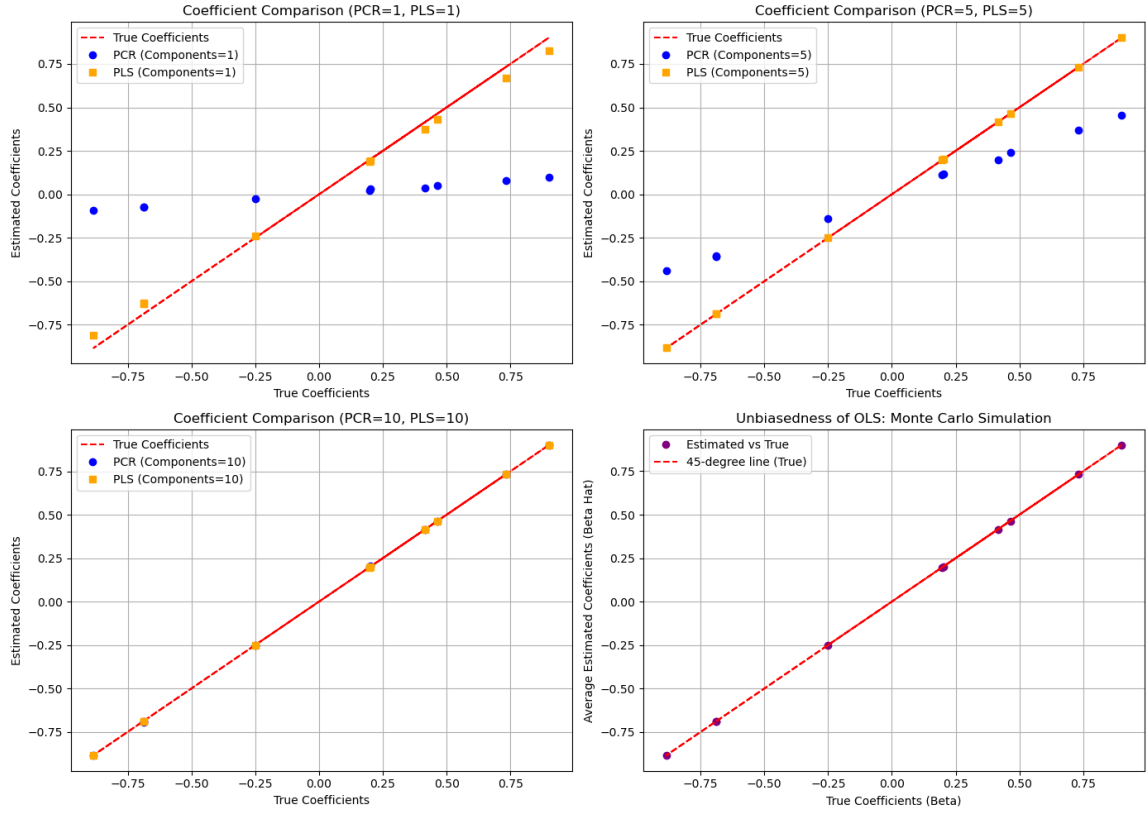 Coefficient Comparison (PCR=1, PLS=1)
True Coefficients
PCR (Components=1)
PLS (Components=1)
Estimated Coefficients
0.75
0.50
0.25
0.00
−0.25
−0.50
−0.75
−0.75
−0.50
−0.25
0.00
0.25
0.50
0.75
True Coefficients
Coefficient Comparison (PCR=5, PLS=5)
True Coefficients
PCR (Components=5)
PLS (Components=5)
Estimated Coefficients
0.75
0.50
0.25
0.00
−0.25
−0.50
−0.75
−0.75
−0.50
−0.25
0.00
0.25
0.50
0.75
True Coefficients
Coefficient Comparison (PCR=10, PLS=10)
True Coefficients
PCR (Components=10)
PLS (Components=10)
Estimated Coefficients
0.75
0.50
0.25
0.00
−0.25
−0.50
−0.75
−0.75
−0.50
−0.25
0.00
0.25
0.50
0.75
True Coefficients
Unbiasedness of OLS: Monte Carlo Simulation
Estimated vs True
45-degree line (True)
Average Estimated Coefficients (Beta Hat)
0.75
0.50
0.25
0.00
−0.25
−0.50
−0.75
−0.75
−0.50
−0.25
0.00
0.25
0.50
0.75
True Coefficients (Beta)